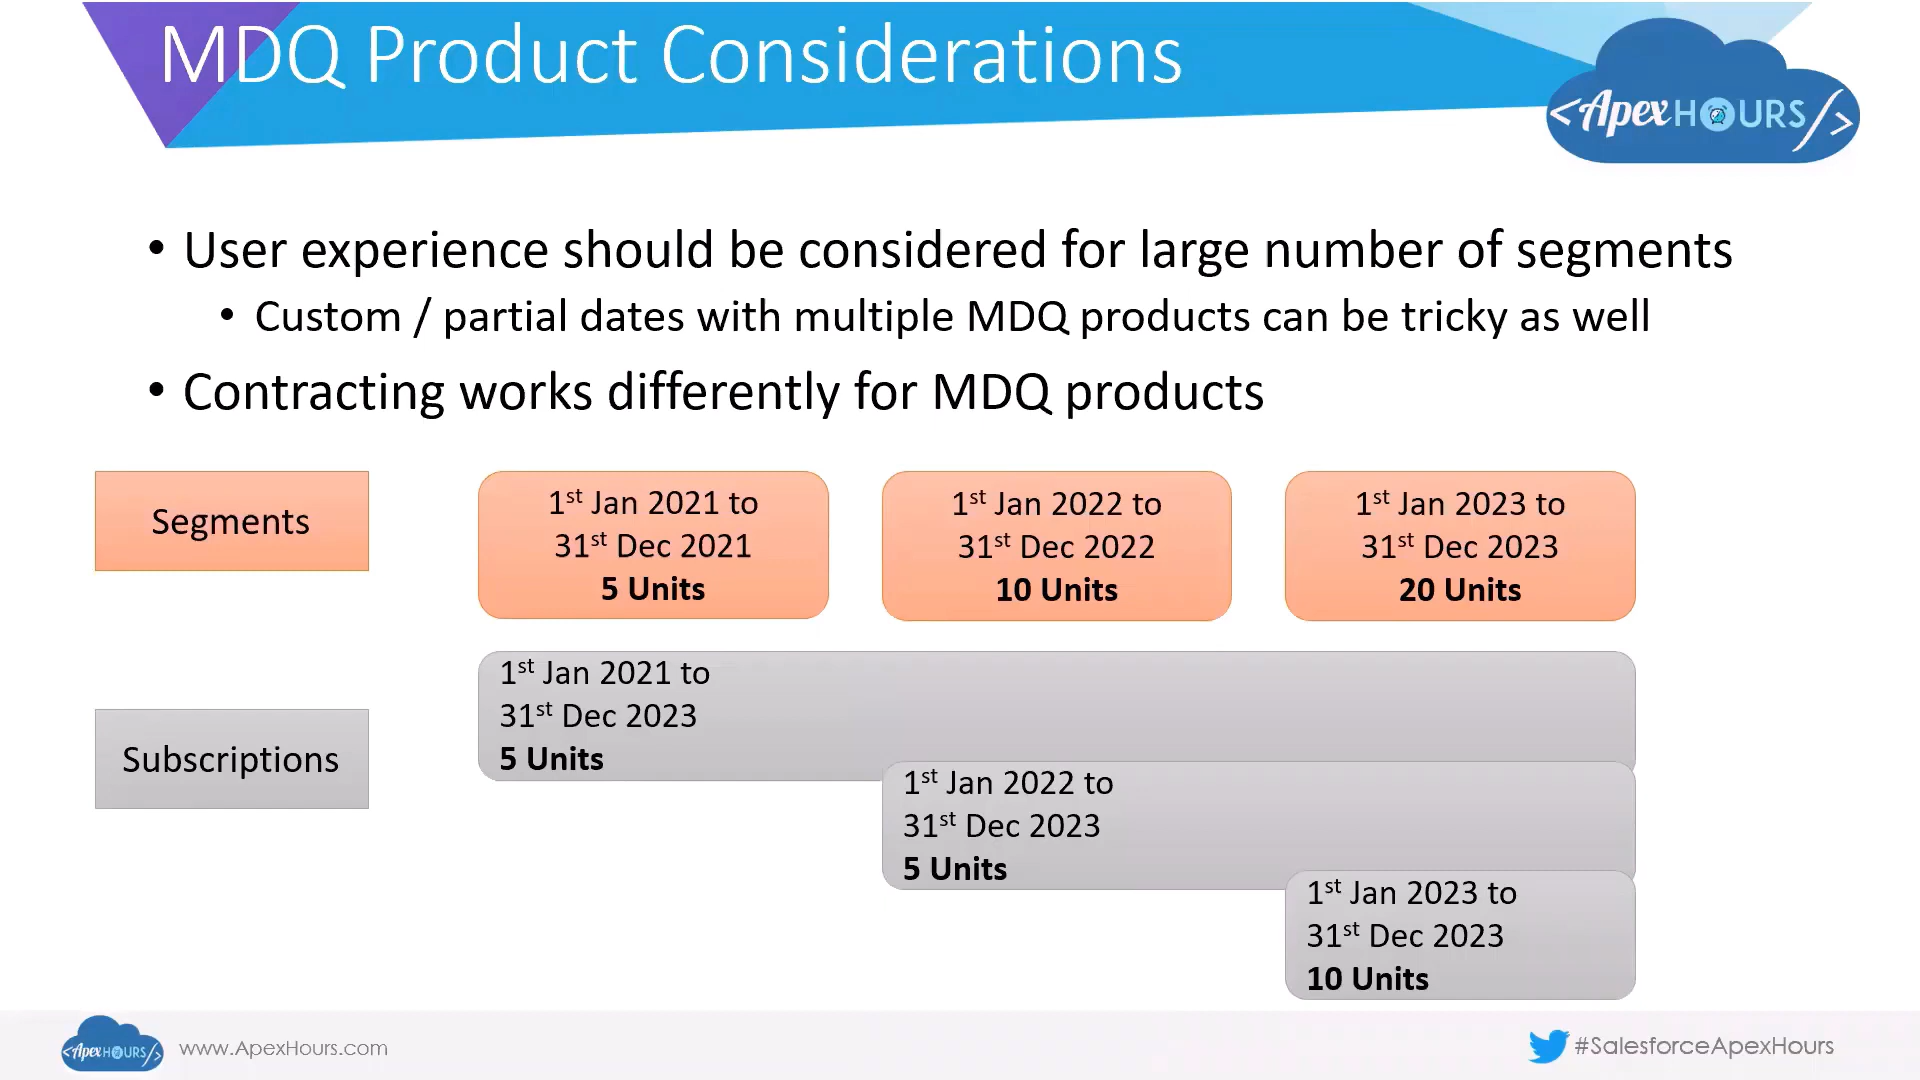 MDQ Product Considerations
<Apex HOURS/>
• User experience should be considered for large number of segments
• Custom / partial dates with multiple MDQ products can be tricky as well
• Contracting works differently for MDQ products
Segments
1st Jan 2021 to
31st Dec 2021
5 Units
1st Jan 2022 to
31st Dec 2022
10 Units
1st Jan 2023 to
31st Dec 2023
20 Units
Subscriptions
1st Jan 2021 to
31st Dec 2023
5 Units
1st Jan 2022 to
31st Dec 2023
5 Units
1st Jan 2023 to
31st Dec 2023
10 Units
<Apex HOURS/>
www.ApexHours.com
#SalesforceApexHours